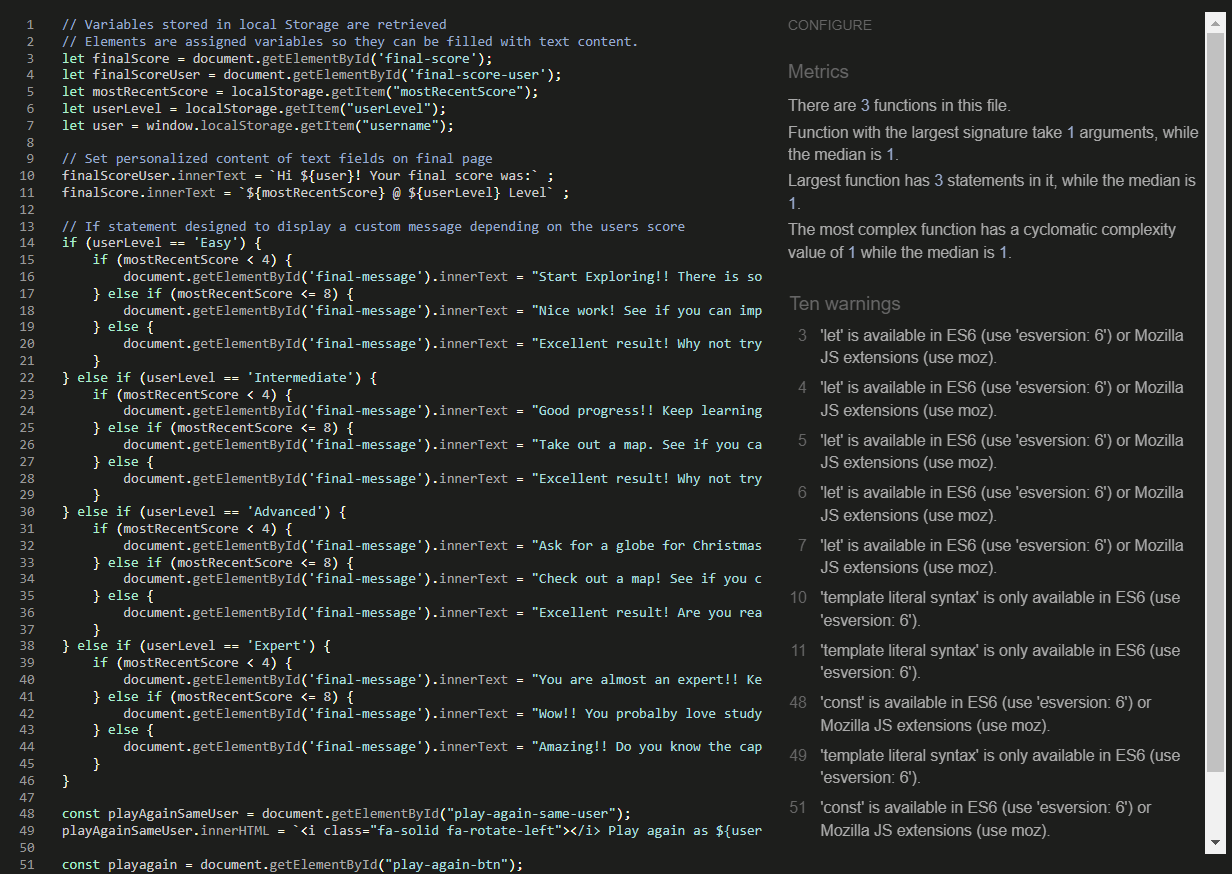 1 // Variables stored in local Storage are retrieved
2 // Elements are assigned variables so they can be filled with text content.
3 let finalScore = document.getElementById('final-score');
4 let finalScoreUser = document.getElementById('final-score-user');
5 let mostRecentScore = localStorage.getItem("mostRecentScore");
6 let userLevel = localStorage.getItem("userLevel");
7 let user = window.localStorage.getItem("username");
8
9 // Set personalized content of text fields on final page
10 finalScoreUser.innerText = `Hi ${user}! Your final score was:` ;
11 finalScore.innerText = `${mostRecentScore} @ ${userLevel} Level` ;
12
13 // If statement designed to display a custom message depending on the users score
14 if (userLevel == 'Easy') {
15     if (mostRecentScore < 4) {
16         document.getElementById('final-message').innerText = "Start Exploring!! There is so
17     } else if (mostRecentScore <= 8) {
18         document.getElementById('final-message').innerText = "Nice work! See if you can imp
19     } else {
20         document.getElementById('final-message').innerText = "Excellent result! Why not try
21     }
22 } else if (userLevel == 'Intermediate') {
23     if (mostRecentScore < 4) {
24         document.getElementById('final-message').innerText = "Good progress!! Keep learning
25     } else if (mostRecentScore <= 8) {
26         document.getElementById('final-message').innerText = "Take out a map. See if you ca
27     } else {
28         document.getElementById('final-message').innerText = "Excellent result! Why not try
29     }
30 } else if (userLevel == 'Advanced') {
31     if (mostRecentScore < 4) {
32         document.getElementById('final-message').innerText = "Ask for a globe for Christmas
33     } else if (mostRecentScore <= 8) {
34         document.getElementById('final-message').innerText = "Check out a map! See if you c
35     } else {
36         document.getElementById('final-message').innerText = "Excellent result! Are you rea
37     }
38 } else if (userLevel == 'Expert') {
39     if (mostRecentScore < 4) {
40         document.getElementById('final-message').innerText = "You are almost an expert!! Ke
41     } else if (mostRecentScore <= 8) {
42         document.getElementById('final-message').innerText = "Wow!! You probalby love study
43     } else {
44         document.getElementById('final-message').innerText = "Amazing!! Do you know the cap
45     }
46 }
47
48 const playAgainSameUser = document.getElementById("play-again-same-user");
49 playAgainSameUser.innerHTML = `<i class="fa-solid fa-rotate-left"></i> Play again as ${user
50
51 const playagain = document.getElementById("play-again-btn");
CONFIGURE
Metrics
There are 3 functions in this file.
Function with the largest signature take 1 arguments, while
the median is 1.
Largest function has 3 statements in it, while the median is
1.
The most complex function has a cyclomatic complexity
value of 1 while the median is 1.
Ten warnings
3 'let' is available in ES6 (use 'esversion: 6') or Mozilla
JS extensions (use moz).
4 'let' is available in ES6 (use 'esversion: 6') or Mozilla
JS extensions (use moz).
5 'let' is available in ES6 (use 'esversion: 6') or Mozilla
JS extensions (use moz).
6 'let' is available in ES6 (use 'esversion: 6') or Mozilla
JS extensions (use moz).
7 'let' is available in ES6 (use 'esversion: 6') or Mozilla
JS extensions (use moz).
10 'template literal syntax' is only available in ES6 (use
'esversion: 6').
11 'template literal syntax' is only available in ES6 (use
'esversion: 6').
48 'const' is available in ES6 (use 'esversion: 6') or
Mozilla JS extensions (use moz).
49 'template literal syntax' is only available in ES6 (use
'esversion: 6').
51 'const' is available in ES6 (use 'esversion: 6') or
Mozilla JS extensions (use moz).